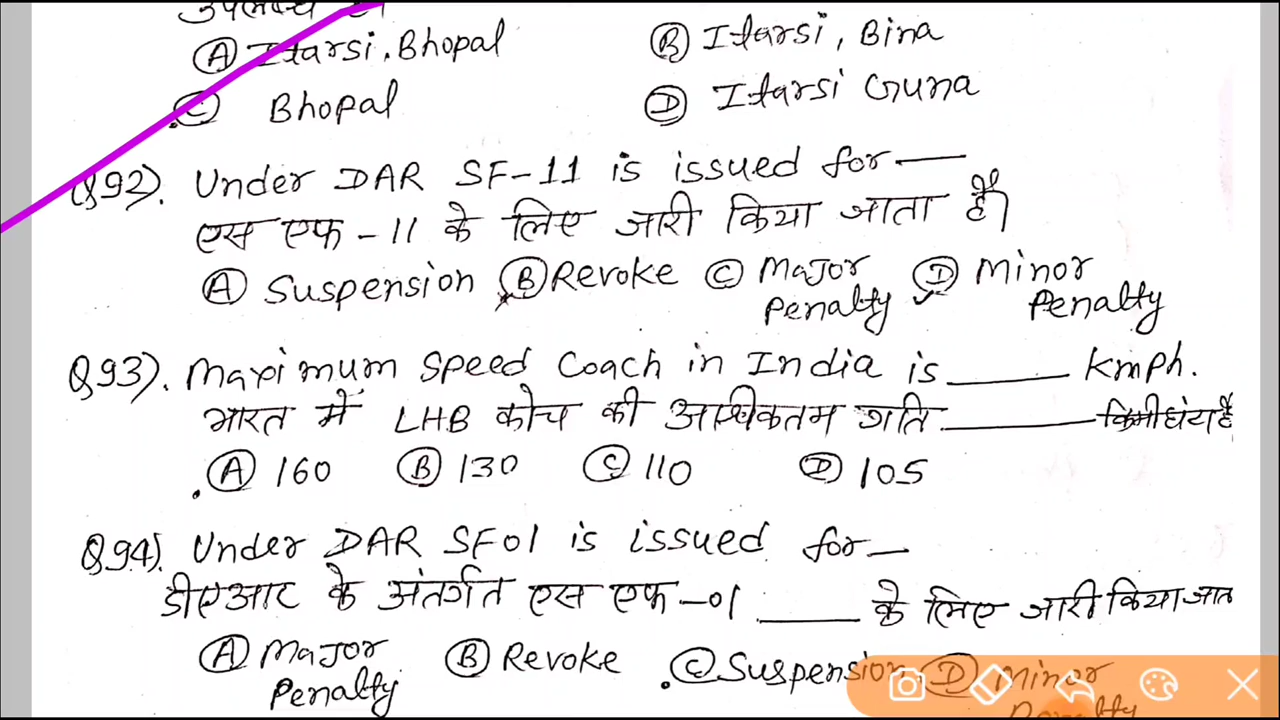 उपलब्ध है।
(A) Itarsi, Bhopal (B) Itarsi, Bina
(C) Bhopal (D) Itarsi Guna
Q92). Under DAR SF-11 is issued for —
एस एफ - 11 के लिए जारी किया जाता है।
(A) Suspension (B) Revoke (C) Major Penalty (D) Minor Penalty
Q93). Maximum Speed Coach in India is ____ Kmph.
भारत में LHB कोच की अधिकतम गति ____ किमी घंटा है
(A) 160 (B) 130 (C) 110 (D) 105
Q94). Under DAR SF01 is issued for —
डीएआर के अंतर्गत एस एफ -01 ____ के लिए जारी किया जात
(A) Major Penalty (B) Revoke (C) Suspension (D) Minor Penalty